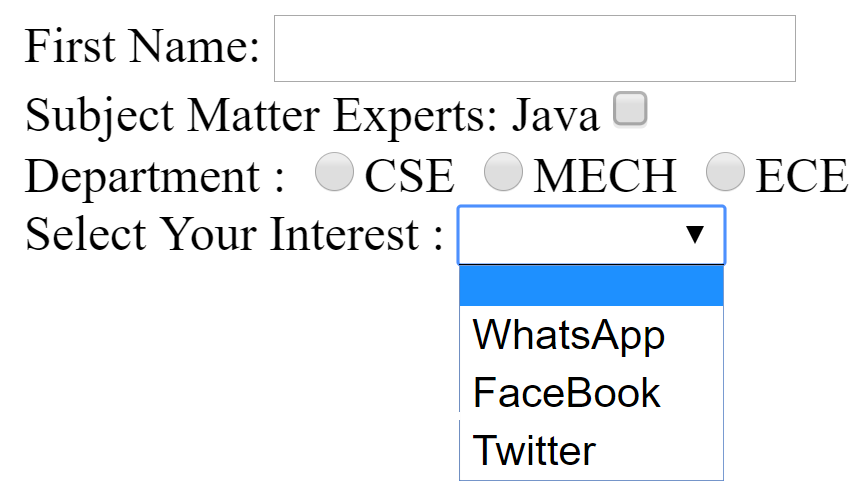 First Name:
Subject Matter Experts: Java
Department : CSE MECH ECE
Select Your Interest :
WhatsApp
FaceBook
Twitter